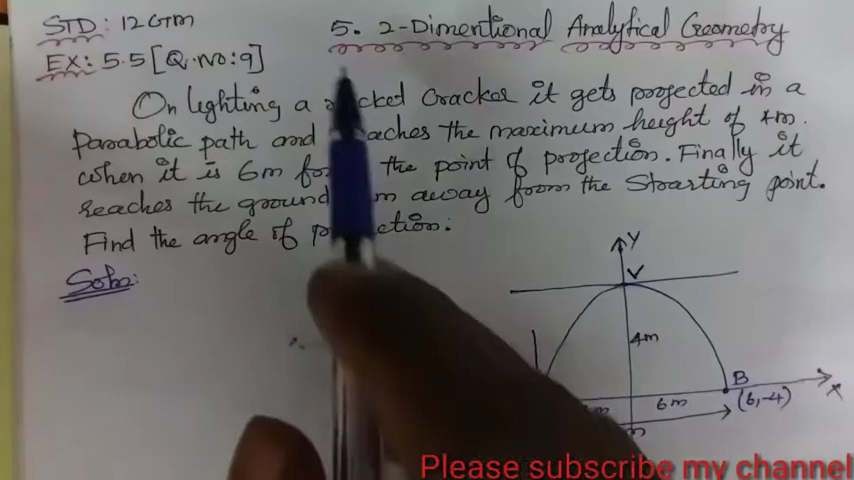 STD: 12 GTM
5. 2-Dimentional Analytical Geometry
EX: 5.5 [Q.No:9]
On lighting a cracker it gets projected in a
Parabolic path and the maximum height of 4m.
when it is 6m the point of projection. Finally it
reaches the ground away from the Starting point.
Find the angle of
Soln:
Y
V
4m
B
6m
(6,-4)
X
m
Please subscribe my channel